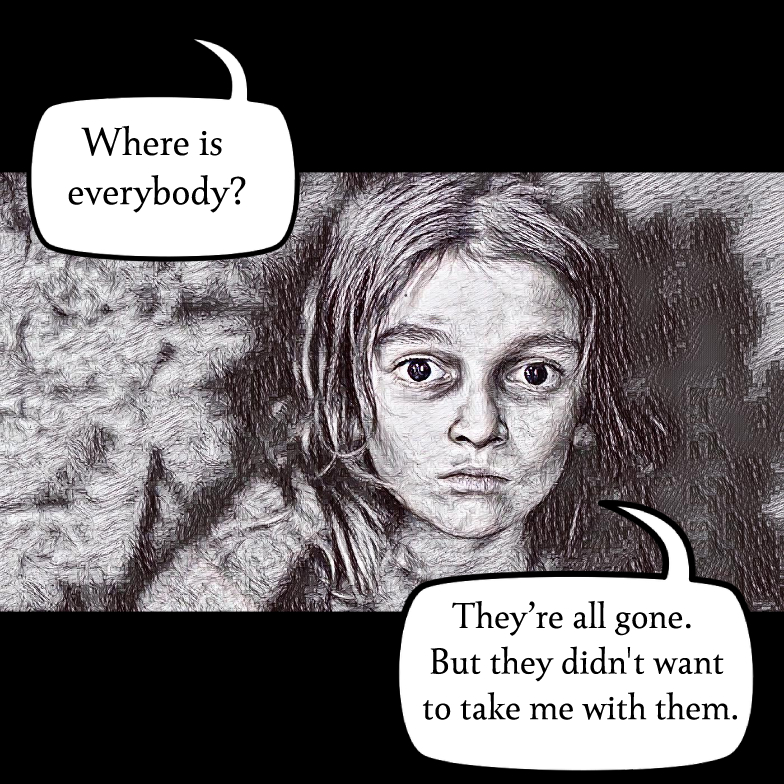 Where is
everybody?
They’re all gone.
But they didn't want
to take me with them.